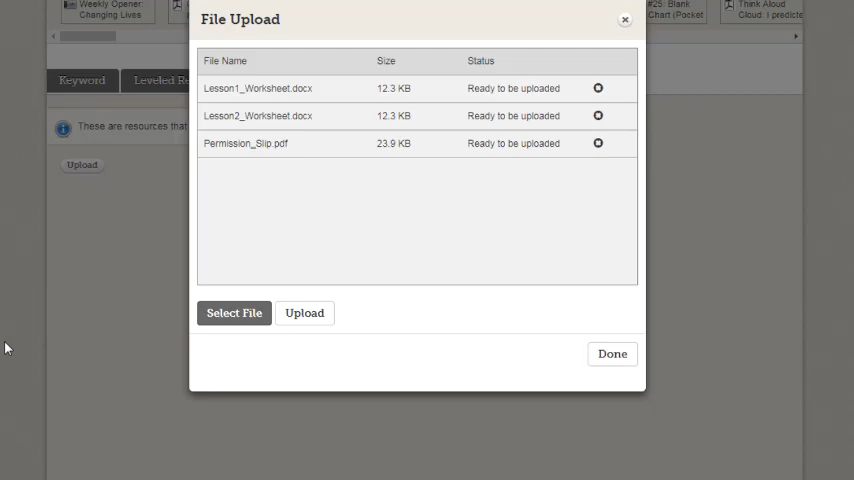 Weekly Opener:
Changing Lives
#25: Blank
Chart (Pocket
Think Aloud
Cloud: I predicte
File Upload
File Name Size Status
Lesson1_Worksheet.docx 12.3 KB Ready to be uploaded
Lesson2_Worksheet.docx 12.3 KB Ready to be uploaded
Permission_Slip.pdf 23.9 KB Ready to be uploaded
Keyword
Leveled Re
These are resources that
Upload
Select File Upload
Done